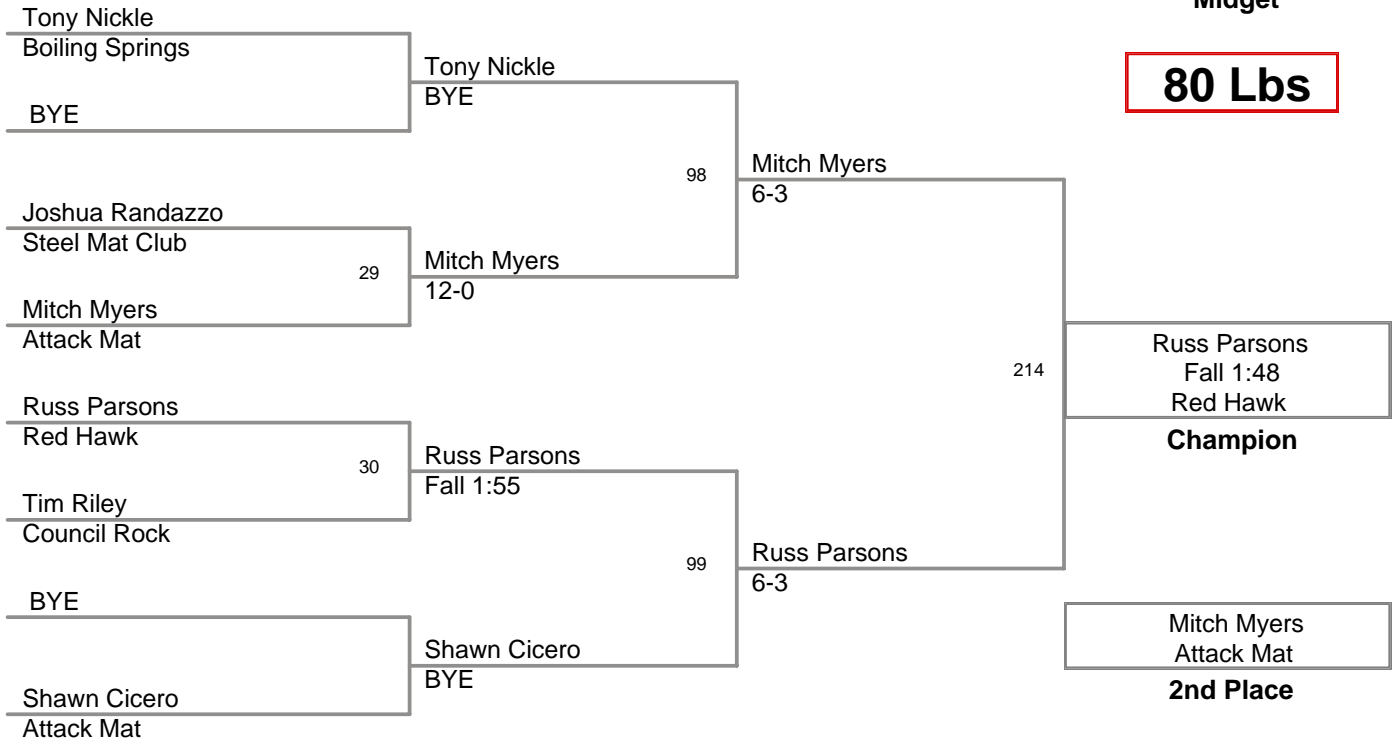 Midget
80 Lbs
Tony Nickle
Boiling Springs
BYE
Joshua Randazzo
Steel Mat Club
29
Mitch Myers
Attack Mat
Russ Parsons
Red Hawk
30
Tim Riley
Council Rock
BYE
Shawn Cicero
Attack Mat
Tony Nickle
BYE
98
Mitch Myers
12-0
Russ Parsons
Fall 1:55
99
Shawn Cicero
BYE
Mitch Myers
6-3
214
Russ Parsons
6-3
Russ Parsons
Fall 1:48
Red Hawk
Champion
Mitch Myers
Attack Mat
2nd Place